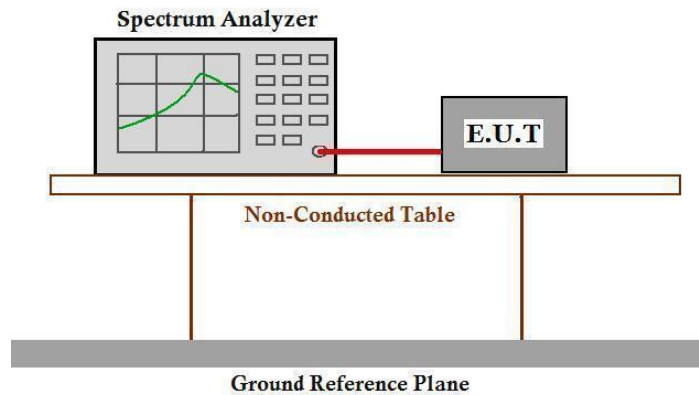 Spectrum Analyzer
E.U.T
Non-Conducted Table
Ground Reference Plane